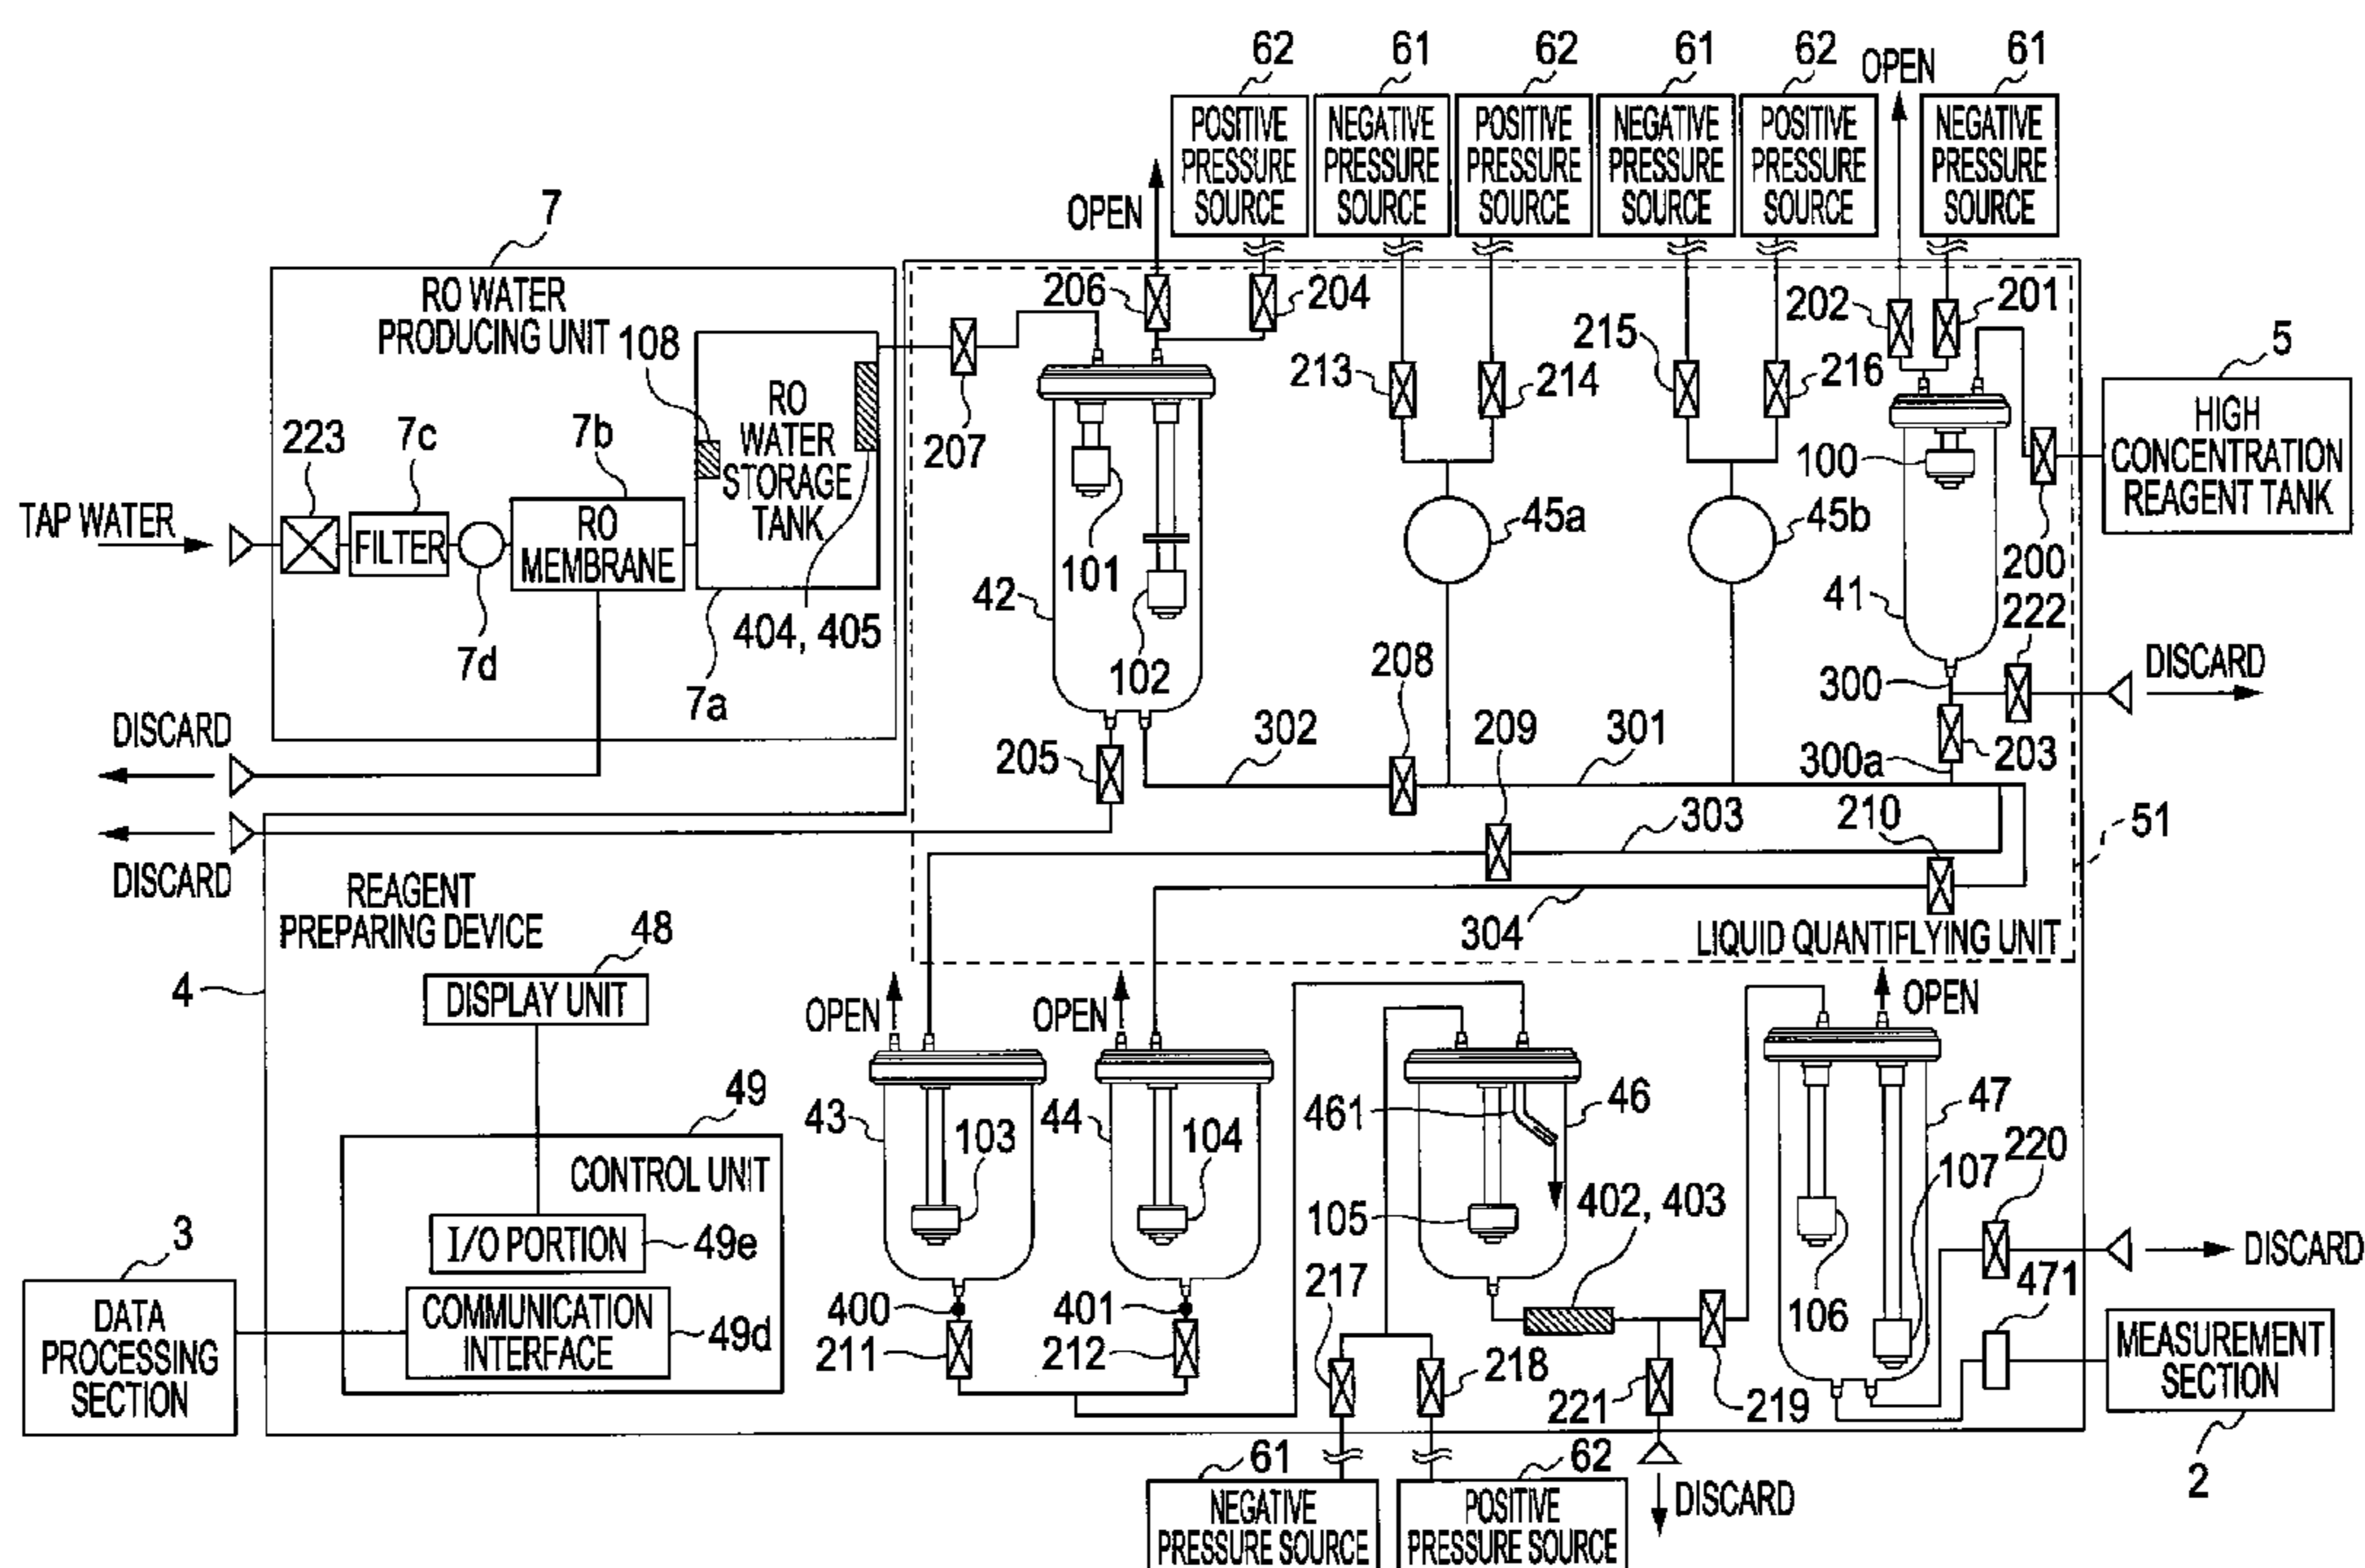 62
61
62
61
62
OPEN
61
POSITIVE
PRESSURE
SOURCE
NEGATIVE
PRESSURE
SOURCE
POSITIVE
PRESSURE
SOURCE
NEGATIVE
PRESSURE
SOURCE
POSITIVE
PRESSURE
SOURCE
NEGATIVE
PRESSURE
SOURCE
OPEN
7
RO WATER
PRODUCING UNIT
108
RO
WATER
STORAGE
TANK
223
7c
7b
TAP WATER
FILTER
RO
MEMBRANE
7d
404, 405
7a
DISCARD
DISCARD
206
204
207
213
214
215
216
202
201
5
HIGH
CONCENTRATION
REAGENT TANK
100
200
101
42
102
45a
45b
41
222
DISCARD
300
203
300a
208
209
301
302
205
303
210
51
304
LIQUID QUANTIFLYING UNIT
REAGENT
PREPARING DEVICE
4
48
DISPLAY UNIT
49
CONTROL UNIT
I/O PORTION
49e
COMMUNICATION
INTERFACE
49d
3
DATA
PROCESSING
SECTION
OPEN
OPEN
OPEN
43
103
44
104
461
46
47
105
402, 403
107
220
DISCARD
106
471
400
401
211
212
217
218
221
219
MEASUREMENT
SECTION
2
61
62
NEGATIVE
PRESSURE SOURCE
POSITIVE
PRESSURE SOURCE
DISCARD